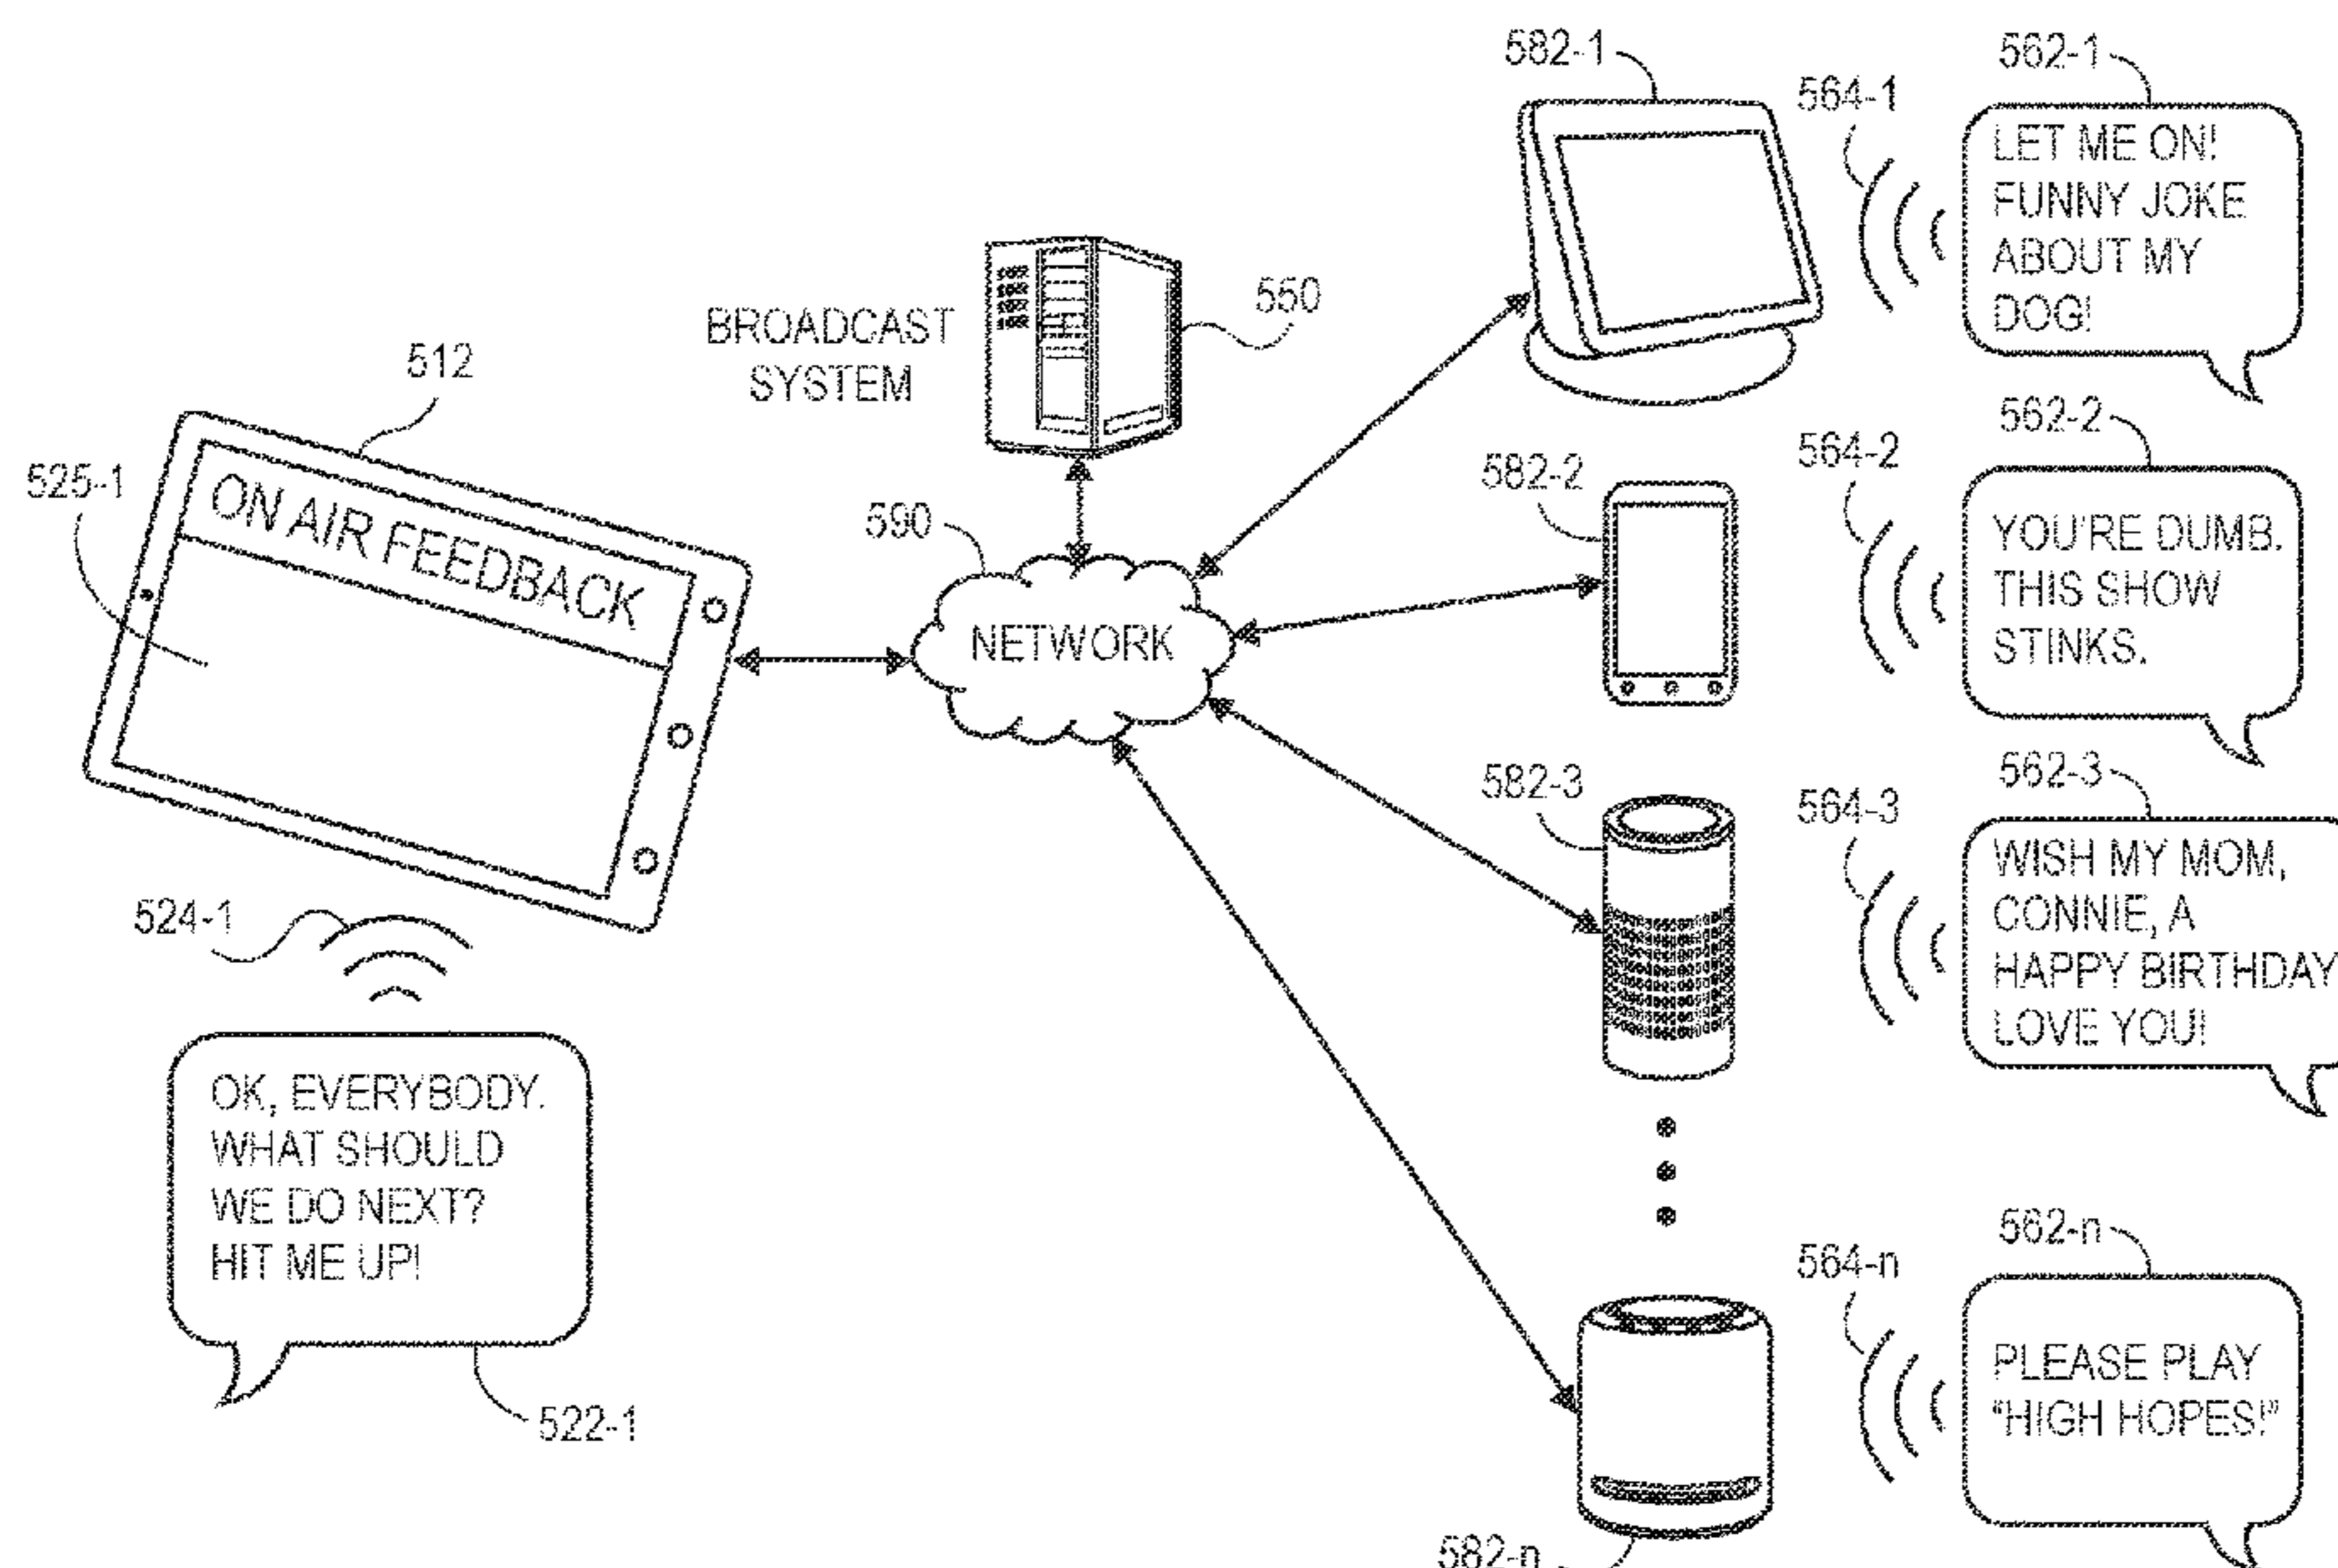 582-1
562-1
564-1
LET ME ON!
FUNNY JOKE
ABOUT MY
DOG!
BROADCAST
SYSTEM
550
512
525-1
ON AIR FEEDBACK
590
NETWORK
582-2
564-2
562-2
YOU'RE DUMB.
THIS SHOW
STINKS.
582-3
564-3
562-3
WISH MY MOM,
CONNIE, A
HAPPY BIRTHDAY
LOVE YOU!
524-1
OK, EVERYBODY.
WHAT SHOULD
WE DO NEXT?
HIT ME UP!
522-1
564-n
562-n
PLEASE PLAY
"HIGH HOPES!"
582-n